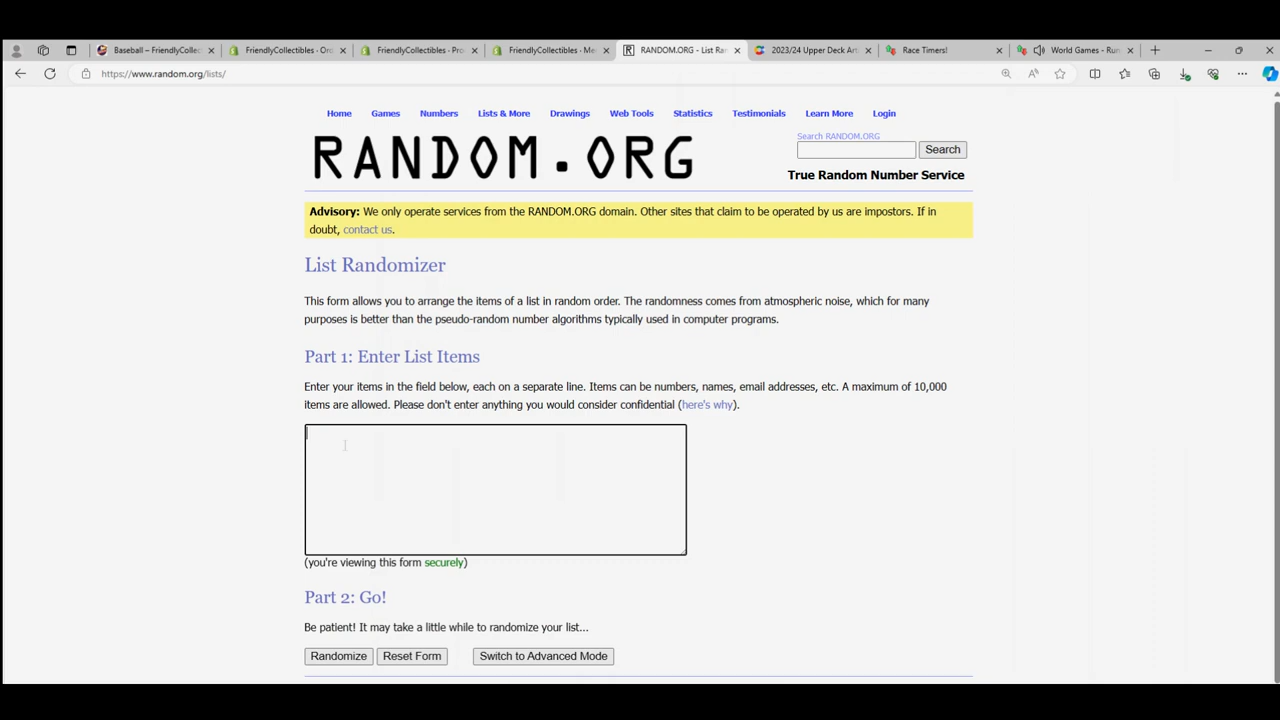 Baseball – FriendlyCollect
FriendlyCollectibles · Or
FriendlyCollectibles · Pro
FriendlyCollectibles · Me
RANDOM.ORG - List Ra
2023/24 Upper Deck Art
Race Timers!
World Games - Run
https://www.random.org/lists/
Home Games Numbers Lists & More Drawings Web Tools Statistics Testimonials Learn More Login
RANDOM.ORG
Search RANDOM.ORG
Search
True Random Number Service
Advisory: We only operate services from the RANDOM.ORG domain. Other sites that claim to be operated by us are impostors. If in
doubt, contact us.
List Randomizer
This form allows you to arrange the items of a list in random order. The randomness comes from atmospheric noise, which for many
purposes is better than the pseudo-random number algorithms typically used in computer programs.
Part 1: Enter List Items
Enter your items in the field below, each on a separate line. Items can be numbers, names, email addresses, etc. A maximum of 10,000
items are allowed. Please don't enter anything you would consider confidential (here's why).
(you're viewing this form securely)
Part 2: Go!
Be patient! It may take a little while to randomize your list...
Randomize Reset Form Switch to Advanced Mode